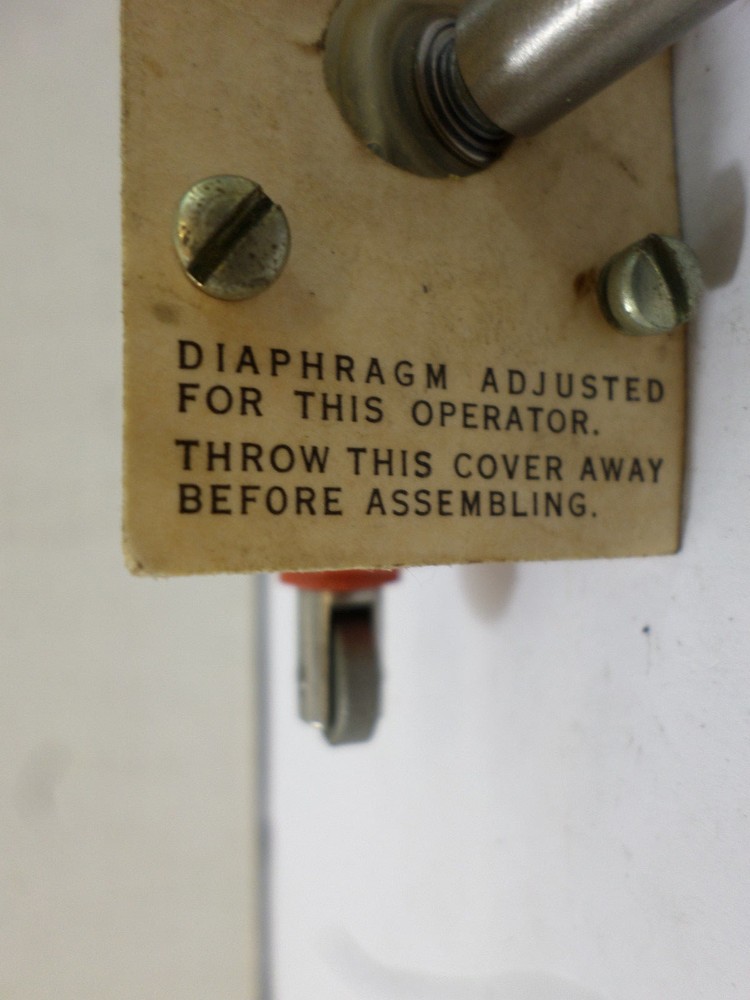 DIAPHRAGM ADJUSTED
FOR THIS OPERATOR.
THROW THIS COVER AWAY
BEFORE ASSEMBLING.